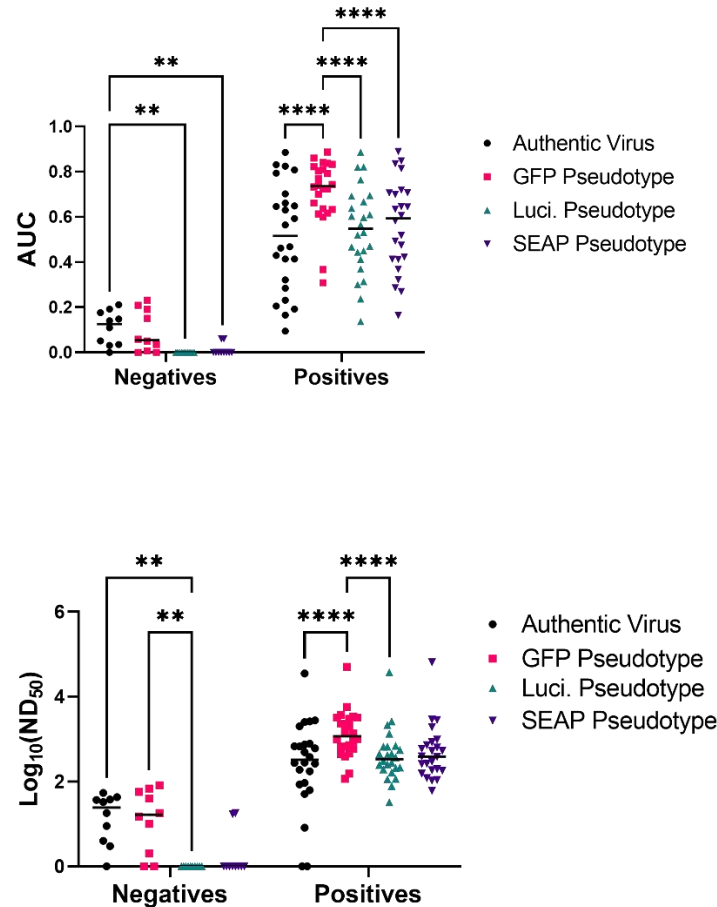 ****
**
****
**
****
1.0
0.8
0.6
0.4
0.2
0.0
AUC
Negatives
Positives
Authentic Virus
GFP Pseudotype
Luci. Pseudotype
SEAP Pseudotype
**
****
**
****
6
4
2
0
Log10(ND50)
Negatives
Positives
Authentic Virus
GFP Pseudotype
Luci. Pseudotype
SEAP Pseudotype